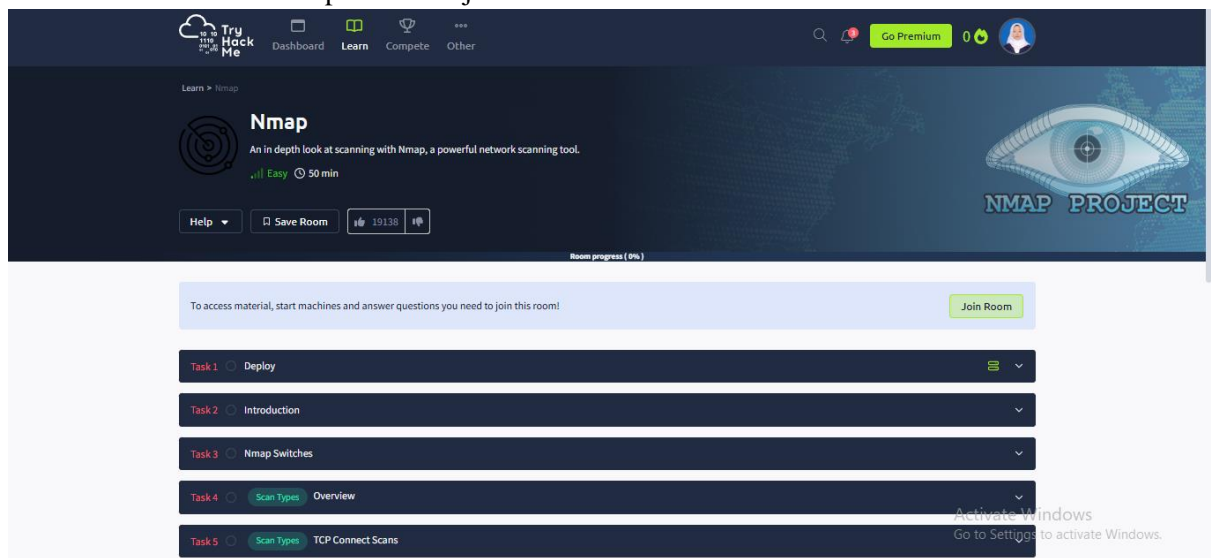 Try Hack Me
Dashboard
Learn
Compete
Other
Go Premium
0
Learn > Nmap
Nmap
An in depth look at scanning with Nmap, a powerful network scanning tool.
Easy 50 min
NMAP PROJECT
Help
Save Room
19138
Room progress ( 0% )
To access material, start machines and answer questions you need to join this room!
Join Room
Task 1 Deploy
Task 2 Introduction
Task 3 Nmap Switches
Task 4 Scan Types Overview
Task 5 Scan Types TCP Connect Scans
Activate Windows
Go to Settings to activate Windows.